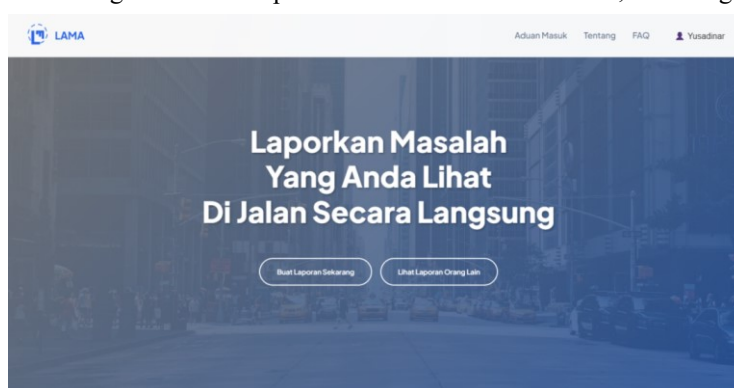 LAMA
Aduan Masuk Tentang FAQ Yusadinar
Laporkan Masalah
Yang Anda Lihat
Di Jalan Secara Langsung
Buat Laporan Sekarang Lihat Laporan Orang Lain